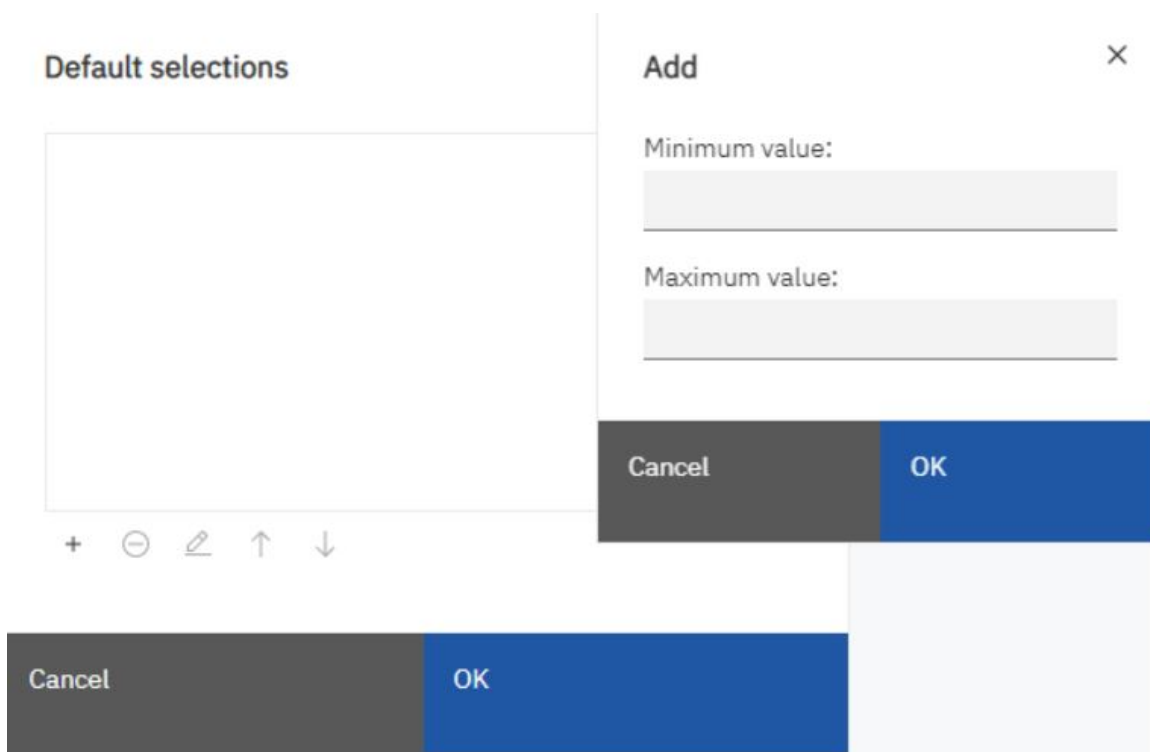 Default selections
Add
Minimum value:
Maximum value:
Cancel
OK
Cancel
OK